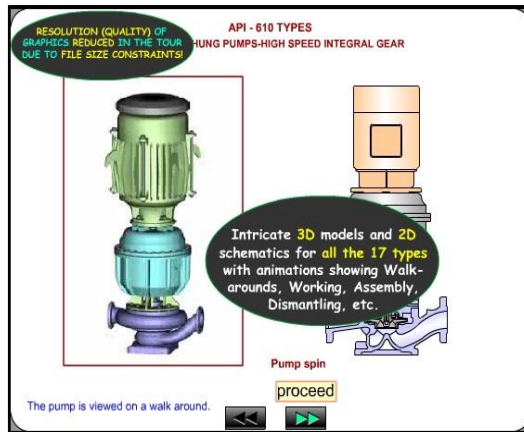 API - 610 TYPES
RESOLUTION (QUALITY) OF
GRAPHICS REDUCED IN THE TOUR
DUE TO FILE SIZE CONSTRAINTS!
HUNG PUMPS-HIGH SPEED INTEGRAL GEAR
Intricate 3D models and 2D
schematics for all the 17 types
with animations showing Walk-
arounds, Working, Assembly,
Dismantling, etc.
Pump spin
proceed
The pump is viewed on a walk around.